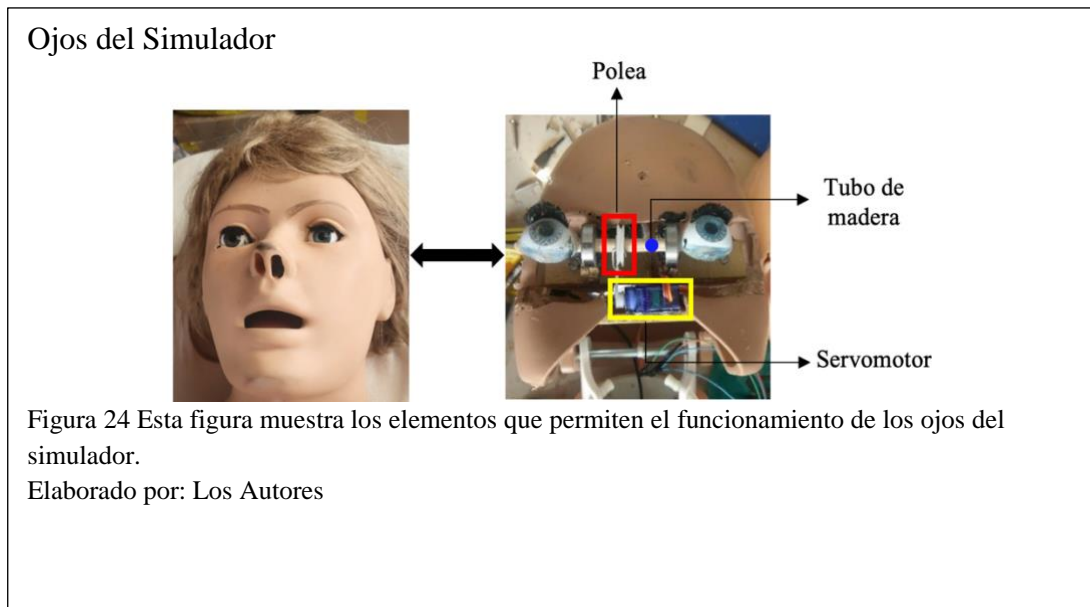 Ojos del Simulador
Polea
Tubo de
madera
Servomotor
Figura 24 Esta figura muestra los elementos que permiten el funcionamiento de los ojos del
simulador.
Elaborado por: Los Autores